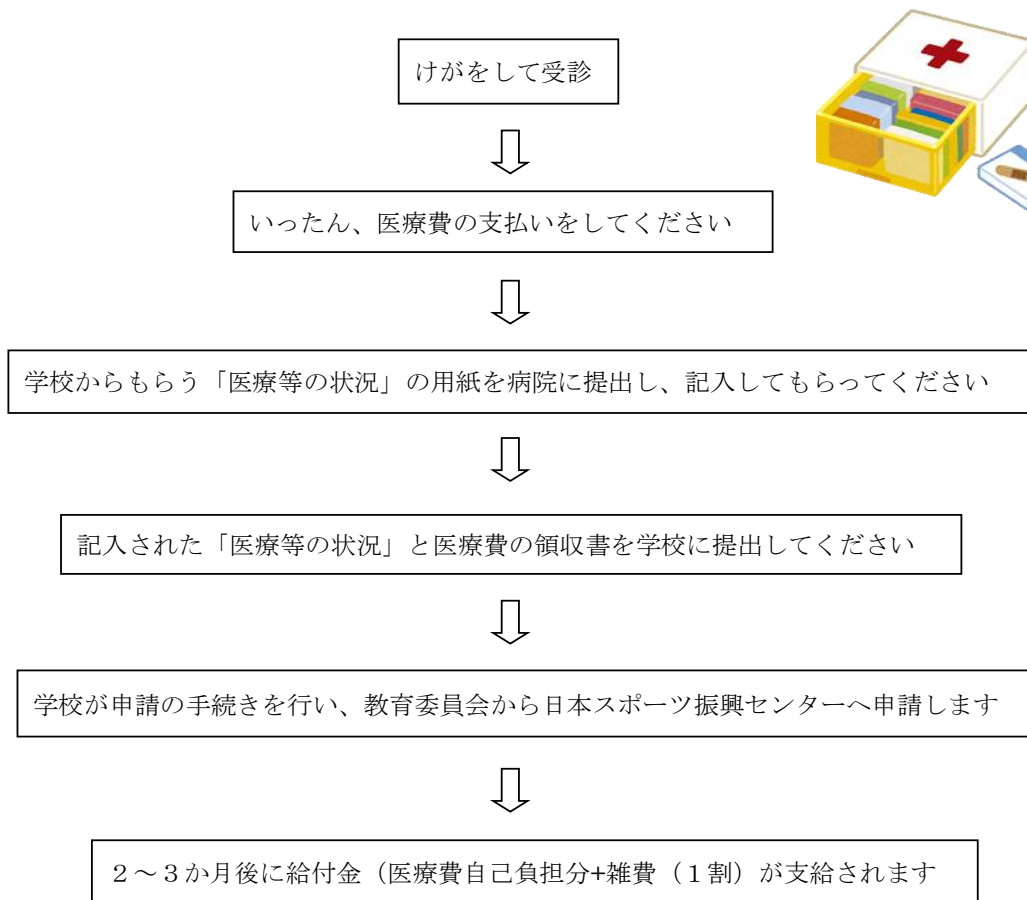 けがをして受診
いったん、医療費の支払いをしてください
学校からもらう「医療等の状況」の用紙を病院に提出し、記入してもらってください
記入された「医療等の状況」と医療費の領収書を学校に提出してください
学校が申請の手続きを行い、教育委員会から日本スポーツ振興センターへ申請します
２～３か月後に給付金（医療費自己負担分+雑費（１割）が支給されます